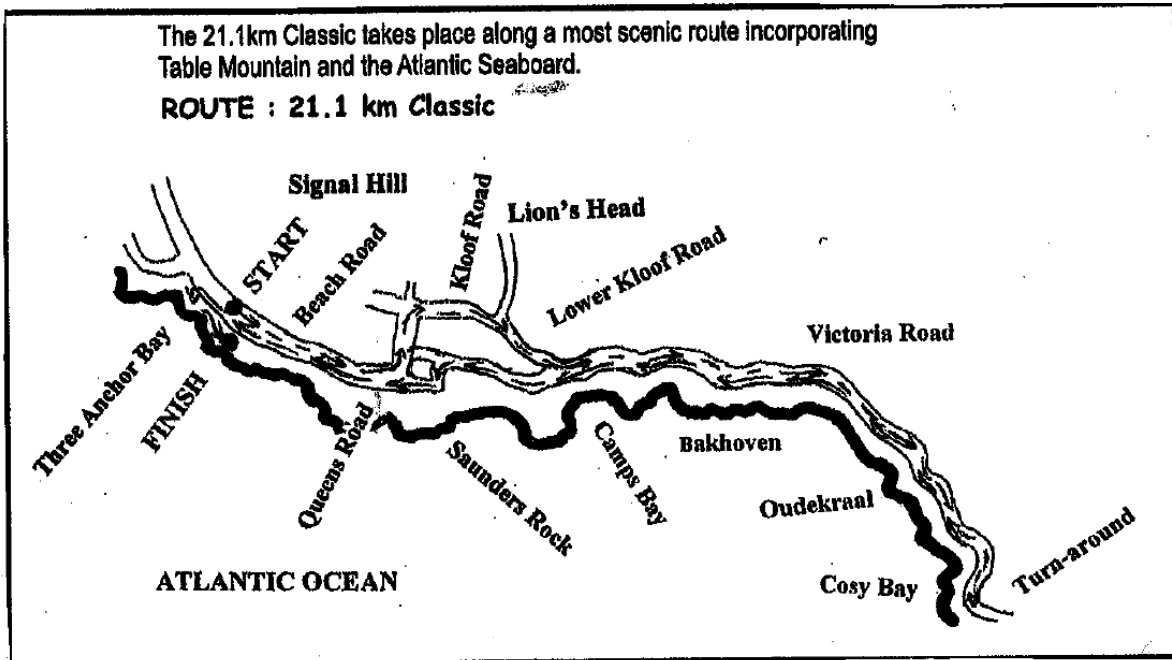 The 21.1km Classic takes place along a most scenic route incorporating
Table Mountain and the Atlantic Seaboard.
ROUTE : 21.1 km Classic
Signal Hill
Kloof Road
Lion's Head
START
Beach Road
Lower Kloof Road
Victoria Road
Three Anchor Bay
FINISH
Queens Road
Saunders Rock
Camps Bay
Bakhoven
Oudekraal
Turn-around
Cosy Bay
ATLANTIC OCEAN